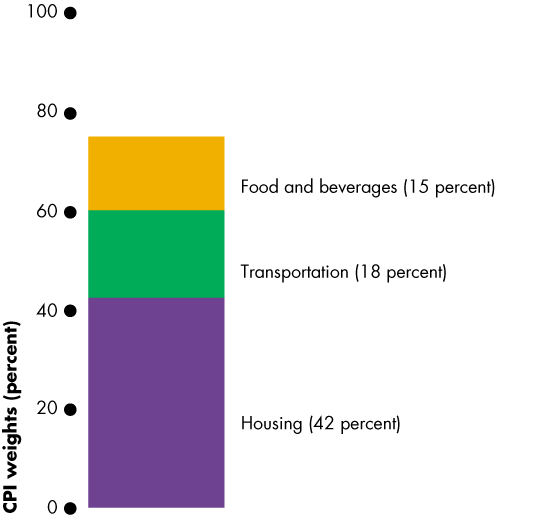 100
80
Food and beverages (15 percent)
60
Transportation (18 percent)
40
20
Housing (42 percent)
0
CPI weights (percent)